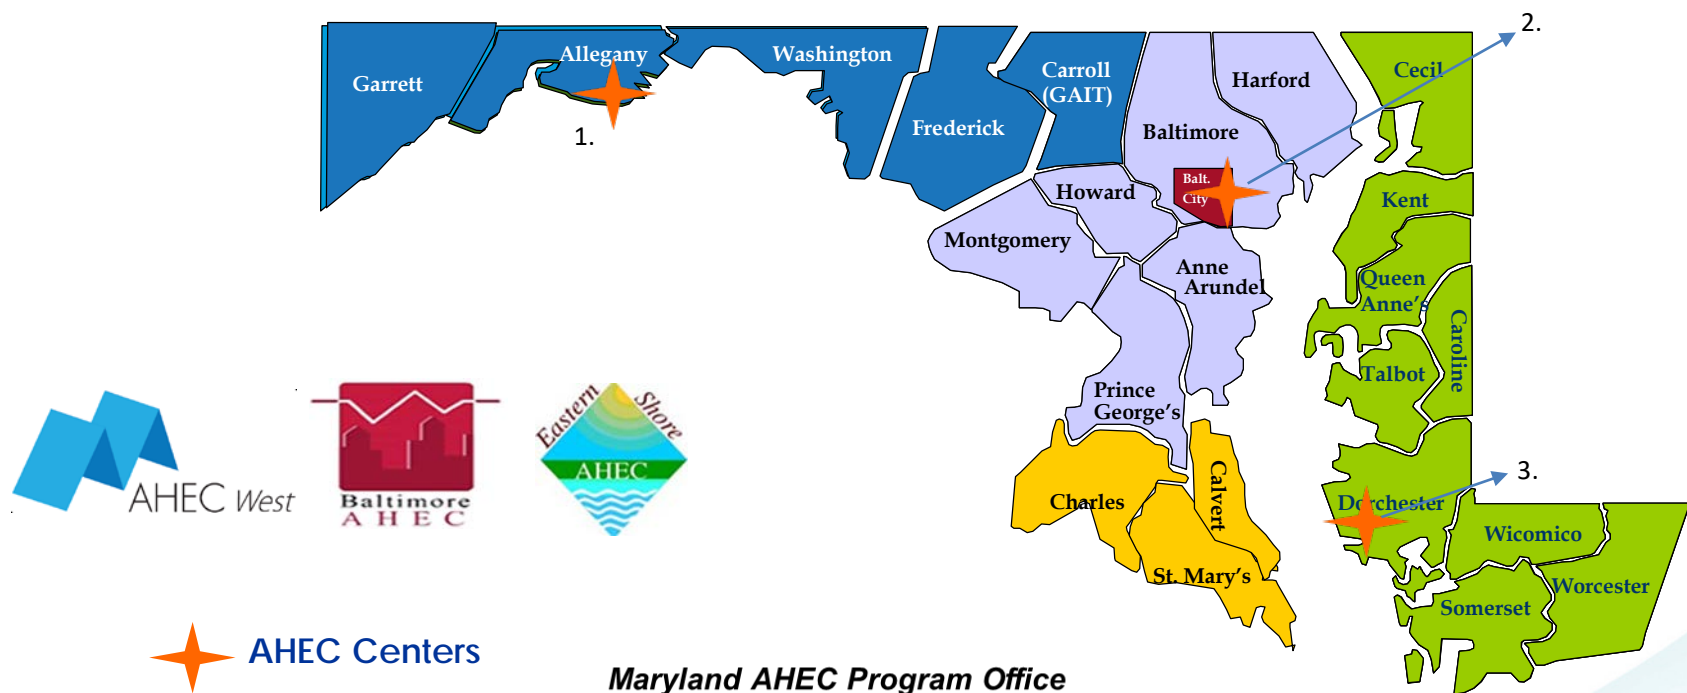 2.
Garrett
Allegany
Washington
Frederick
Carroll
(GAIT)
Baltimore
Harford
Cecil
1.
Balt.
City
Howard
Montgomery
Anne
Arundel
Kent
Queen
Anne's
Caroline
Talbot
Prince
George's
Charles
Calvert
St. Mary's
3.
Dorchester
Wicomico
Worcester
Somerset
AHEC West
Baltimore
AHEC
Eastern Shore
AHEC
AHEC Centers
Maryland AHEC Program Office